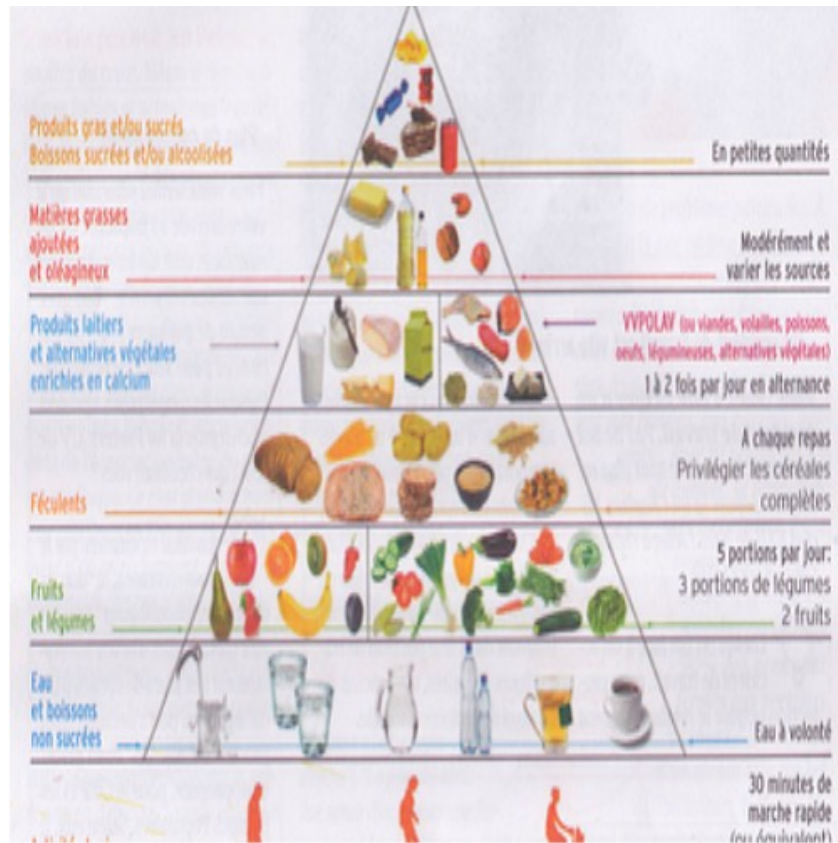 Produits gras et/ou sucrés
Boissons sucrées et/ou alcoolisées
En petites quantités
Matières grasses
ajoutées
et oléagineux
Modérément et
varier les sources
Produits laitiers
et alternatives végétales
enrichies en calcium
VVPOLAV (ou viandes, volailles, poissons,
oeufs, légumineuses, alternatives végétales)
1 à 2 fois par jour en alternance
Féculents
A chaque repas
Privilégier les céréales
complètes
Fruits
et légumes
5 portions par jour:
3 portions de légumes
2 fruits
Eau
et boissons
non sucrées
Eau à volonté
30 minutes de
marche rapide
(ou équivalent)